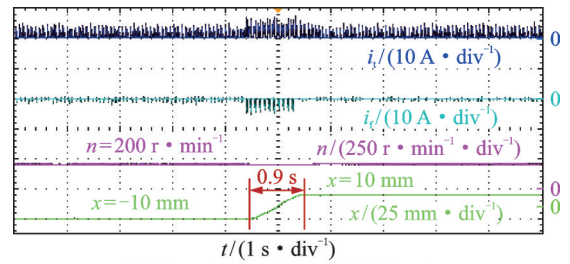 0
i_t/(10 A • div⁻¹)
0
i_f/(10 A • div⁻¹)
n=200 r • min⁻¹
n/(250 r • min⁻¹ • div⁻¹)
0.9 s
x=10 mm
0
x=−10 mm
x/(25 mm • div⁻¹)
0
t/(1 s • div⁻¹)